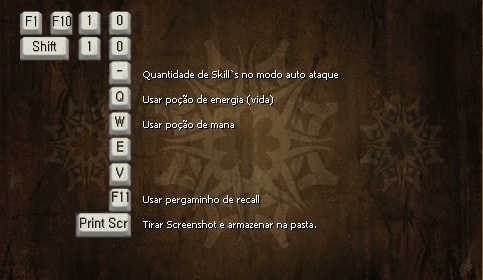 F1 F10 1 0
Shift 1 0
- Quantidade de Skill`s no modo auto ataque
Q Usar poção de energia (vida)
W Usar poção de mana
E
V
F11 Usar pergaminho de recall
Print Scr Tirar Screenshot e armazenar na pasta.